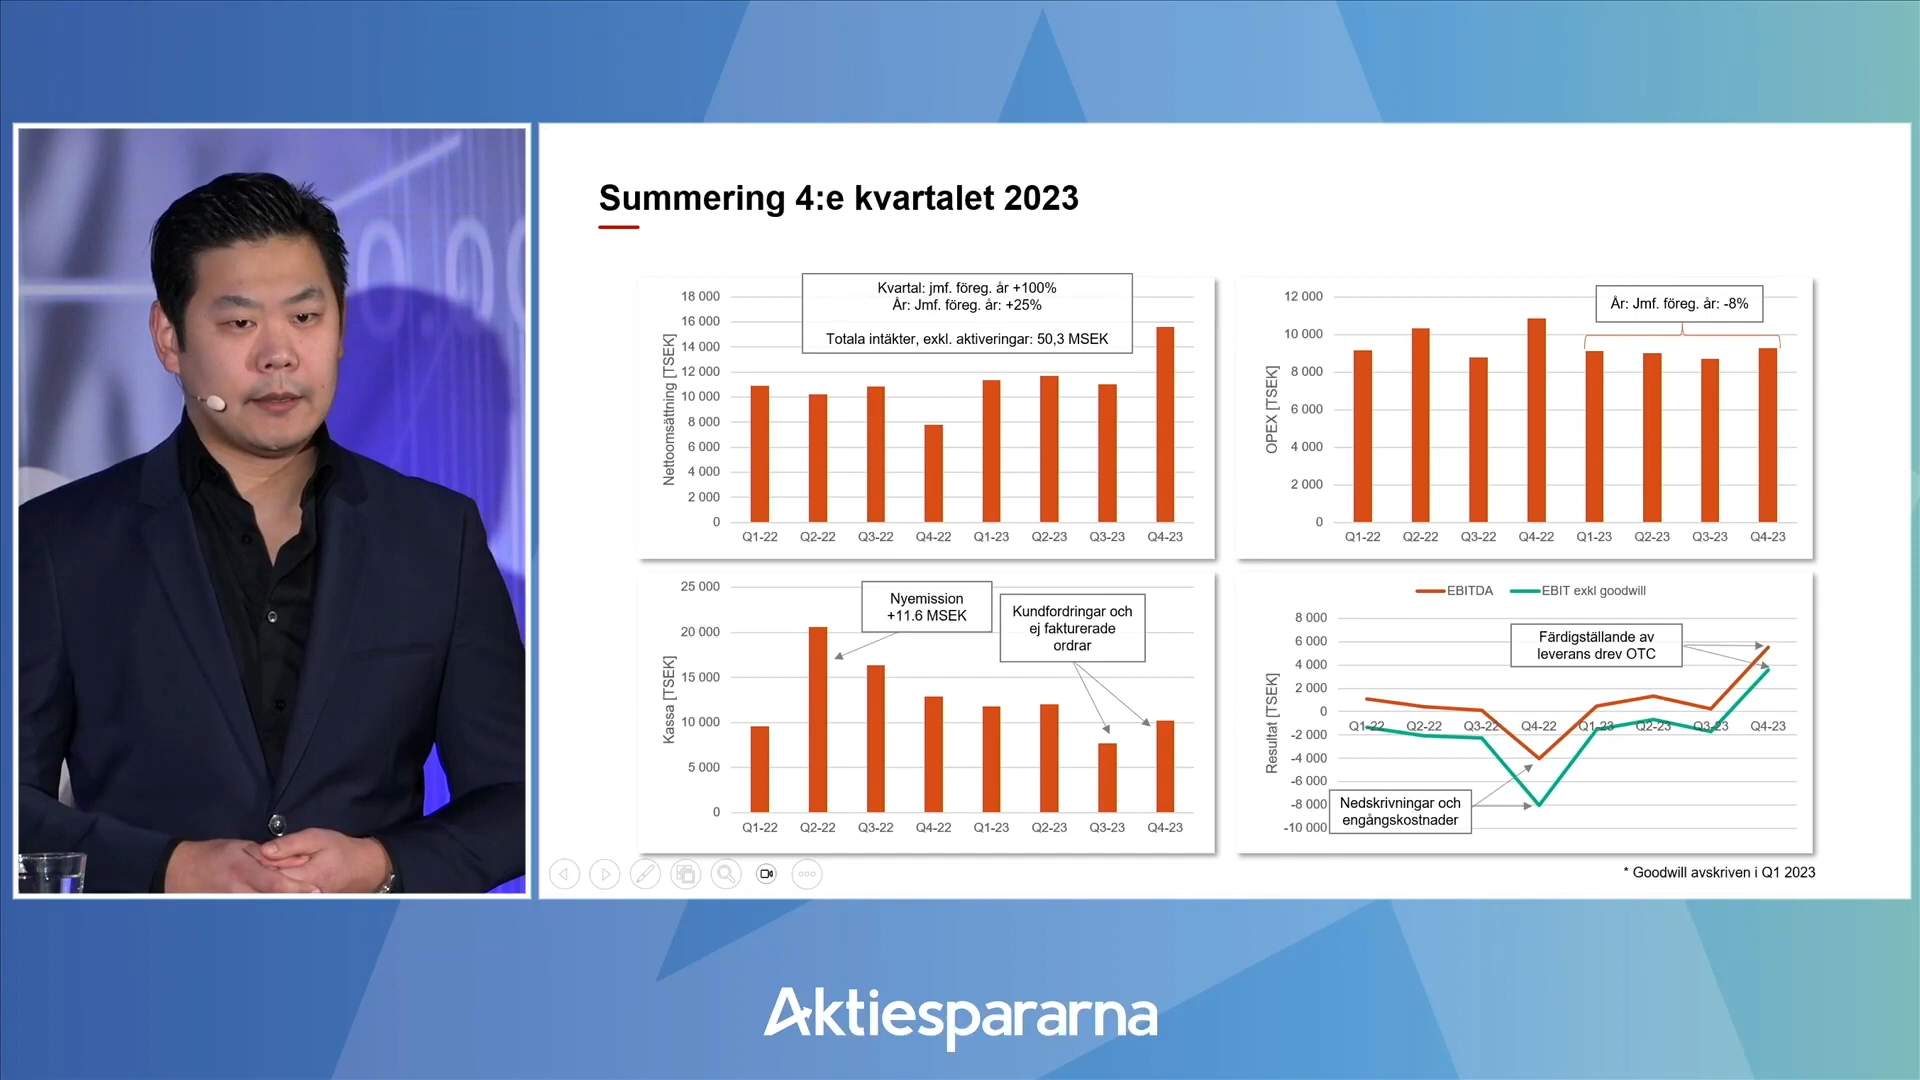 Summering 4:e kvartalet 2023
Kvartal: jmf. föreg. år +100%
År: Jmf. föreg. år: +25%
Totala intäkter, exkl. aktiveringar: 50,3 MSEK
Nettoomsättning [TSEK]
18 000
16 000
14 000
12 000
10 000
8 000
6 000
4 000
2 000
0
Q1-22 Q2-22 Q3-22 Q4-22 Q1-23 Q2-23 Q3-23 Q4-23
År: Jmf. föreg. år: -8%
OPEX [TSEK]
12 000
10 000
8 000
6 000
4 000
2 000
0
Q1-22 Q2-22 Q3-22 Q4-22 Q1-23 Q2-23 Q3-23 Q4-23
Nyemission
+11.6 MSEK
Kundfordringar och
ej fakturerade
ordrar
Kassa [TSEK]
25 000
20 000
15 000
10 000
5 000
0
Q1-22 Q2-22 Q3-22 Q4-22 Q1-23 Q2-23 Q3-23 Q4-23
EBITDA EBIT exkl goodwill
Färdigställande av
leverans drev OTC
Resultat [TSEK]
8 000
6 000
4 000
2 000
0
-2 000
-4 000
-6 000
-8 000
-10 000
Q1-22 Q2-22 Q3-22 Q4-22 Q1-23 Q2-23 Q3-23 Q4-23
Nedskrivningar och
engångskostnader
* Goodwill avskriven i Q1 2023
Aktiespararna